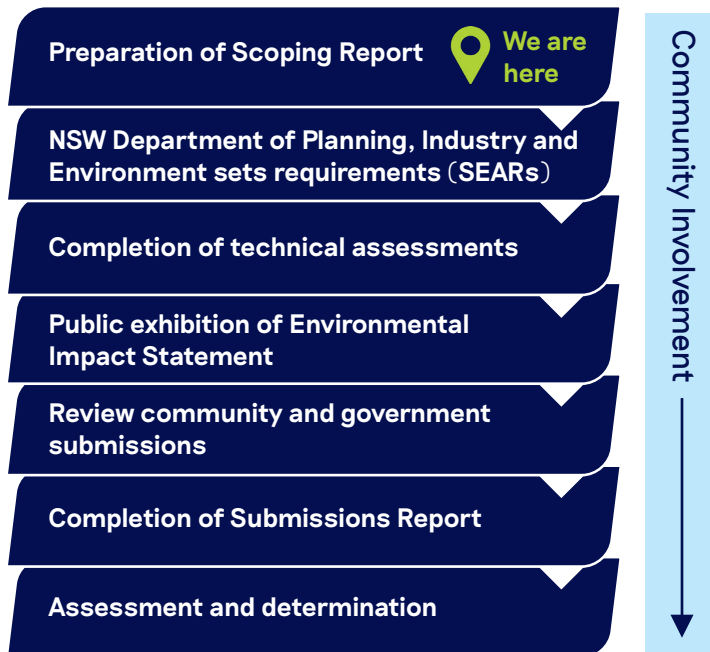 Preparation of Scoping Report
We are
here
NSW Department of Planning, Industry and
Environment sets requirements (SEARs)
Completion of technical assessments
Public exhibition of Environmental
Impact Statement
Review community and government
submissions
Completion of Submissions Report
Assessment and determination
Community Involvement